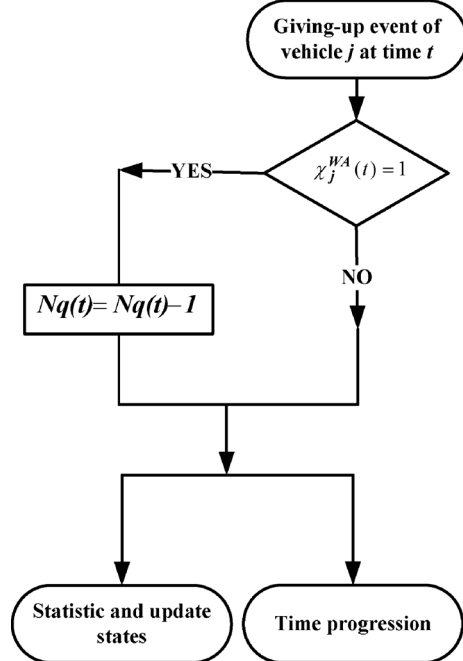 Giving-up event of
vehicle j at time t
χ_j^{WA}(t) = 1
YES
NO
Nq(t)= Nq(t)−1
Statistic and update
states
Time progression